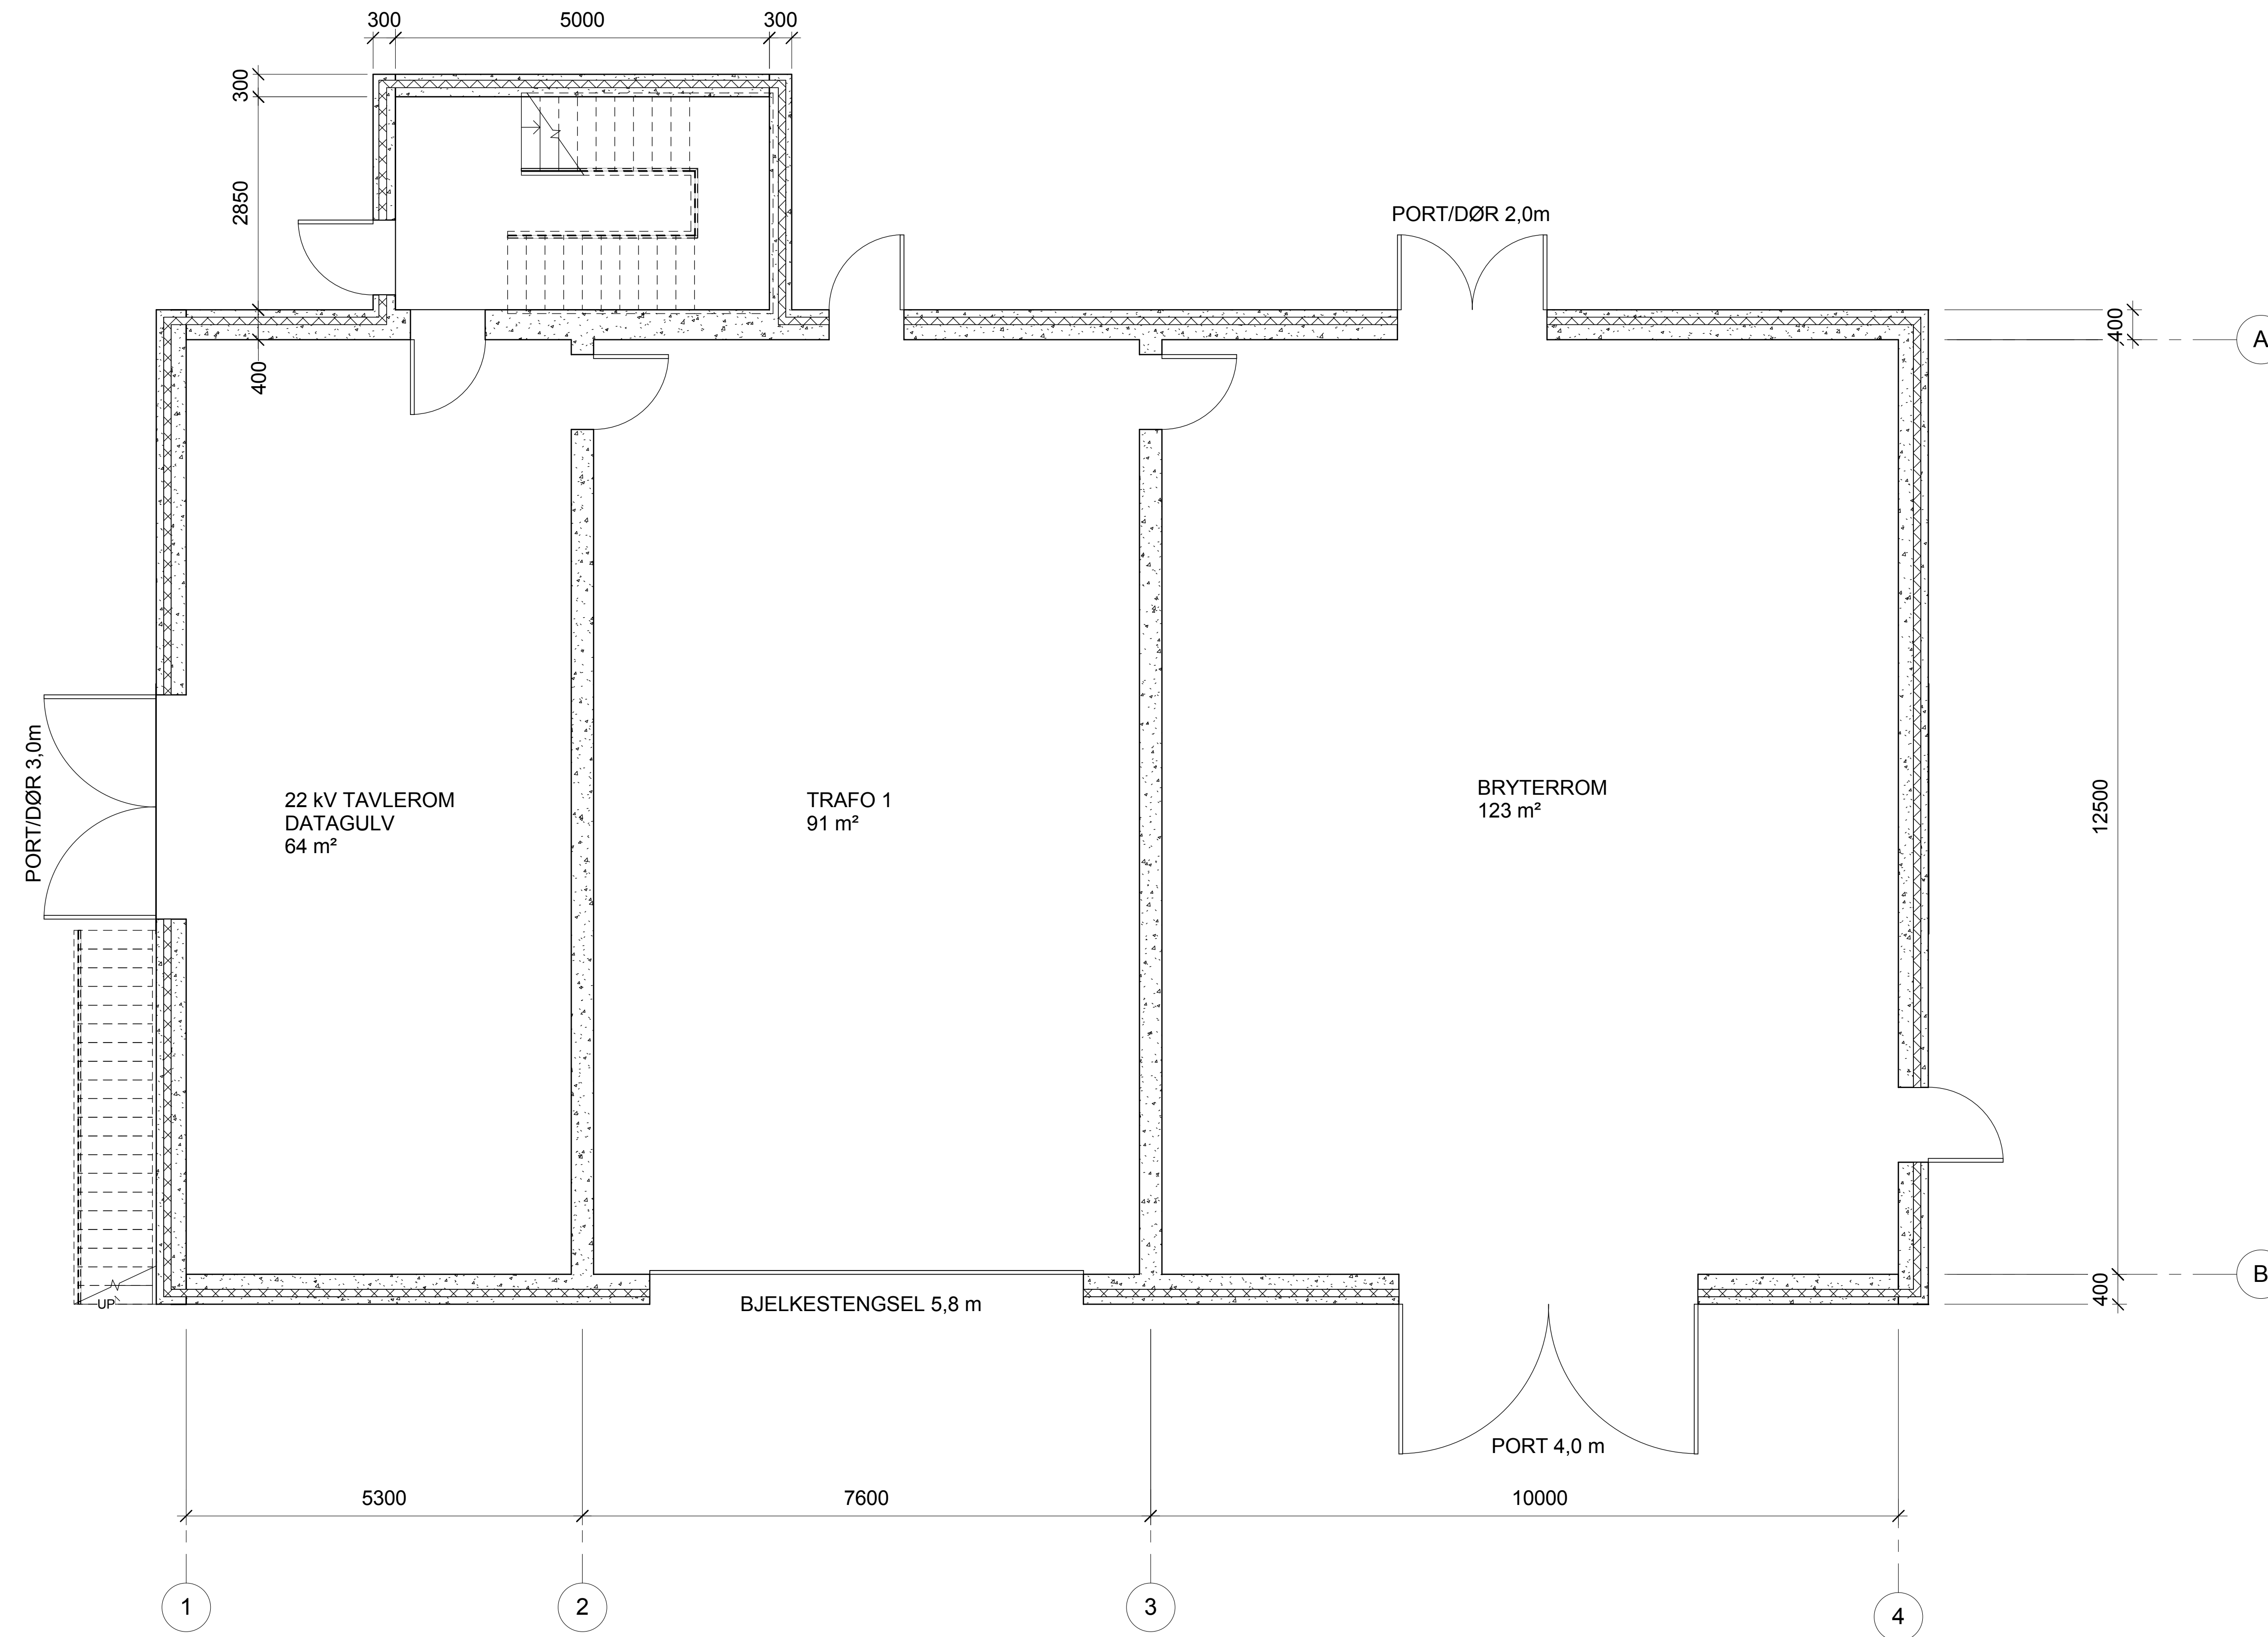 300
5000
300
300
2850
PORT/DØR 2,0m
400
A
400
PORT/DØR 3,0m
22 kV TAVLEROM
DATAGULV
64 m²
TRAFO 1
91 m²
BRYTERROM
123 m²
12500
UP
BJELKESTENGSEL 5,8 m
400
B
PORT 4,0 m
5300
7600
10000
1
2
3
4